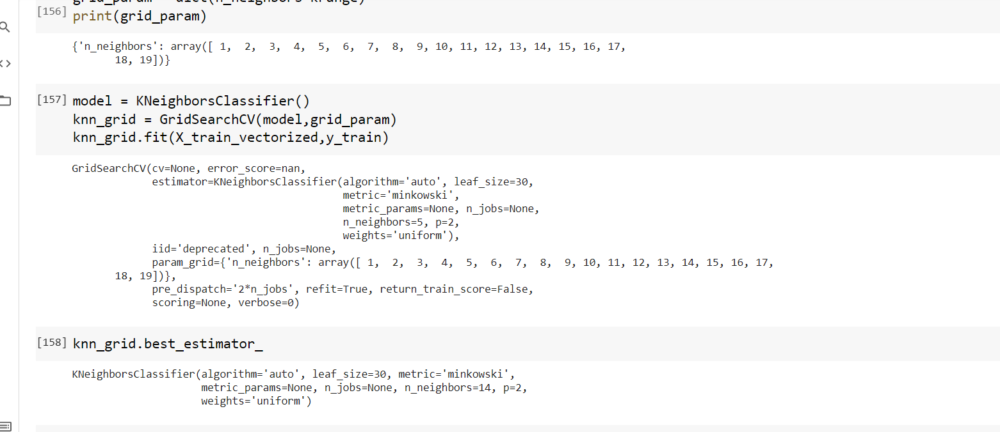 grid_param = dict(n_neighbors=krange)
[156] print(grid_param)
{'n_neighbors': array([ 1,  2,  3,  4,  5,  6,  7,  8,  9, 10, 11, 12, 13, 14, 15, 16, 17,
       18, 19])}
[157] model = KNeighborsClassifier()
knn_grid = GridSearchCV(model,grid_param)
knn_grid.fit(X_train_vectorized,y_train)
GridSearchCV(cv=None, error_score=nan,
             estimator=KNeighborsClassifier(algorithm='auto', leaf_size=30,
                                            metric='minkowski',
                                            metric_params=None, n_jobs=None,
                                            n_neighbors=5, p=2,
                                            weights='uniform'),
             iid='deprecated', n_jobs=None,
             param_grid={'n_neighbors': array([ 1,  2,  3,  4,  5,  6,  7,  8,  9, 10, 11, 12, 13, 14, 15, 16, 17,
       18, 19])},
             pre_dispatch='2*n_jobs', refit=True, return_train_score=False,
             scoring=None, verbose=0)
[158] knn_grid.best_estimator_
KNeighborsClassifier(algorithm='auto', leaf_size=30, metric='minkowski',
                     metric_params=None, n_jobs=None, n_neighbors=14, p=2,
                     weights='uniform')